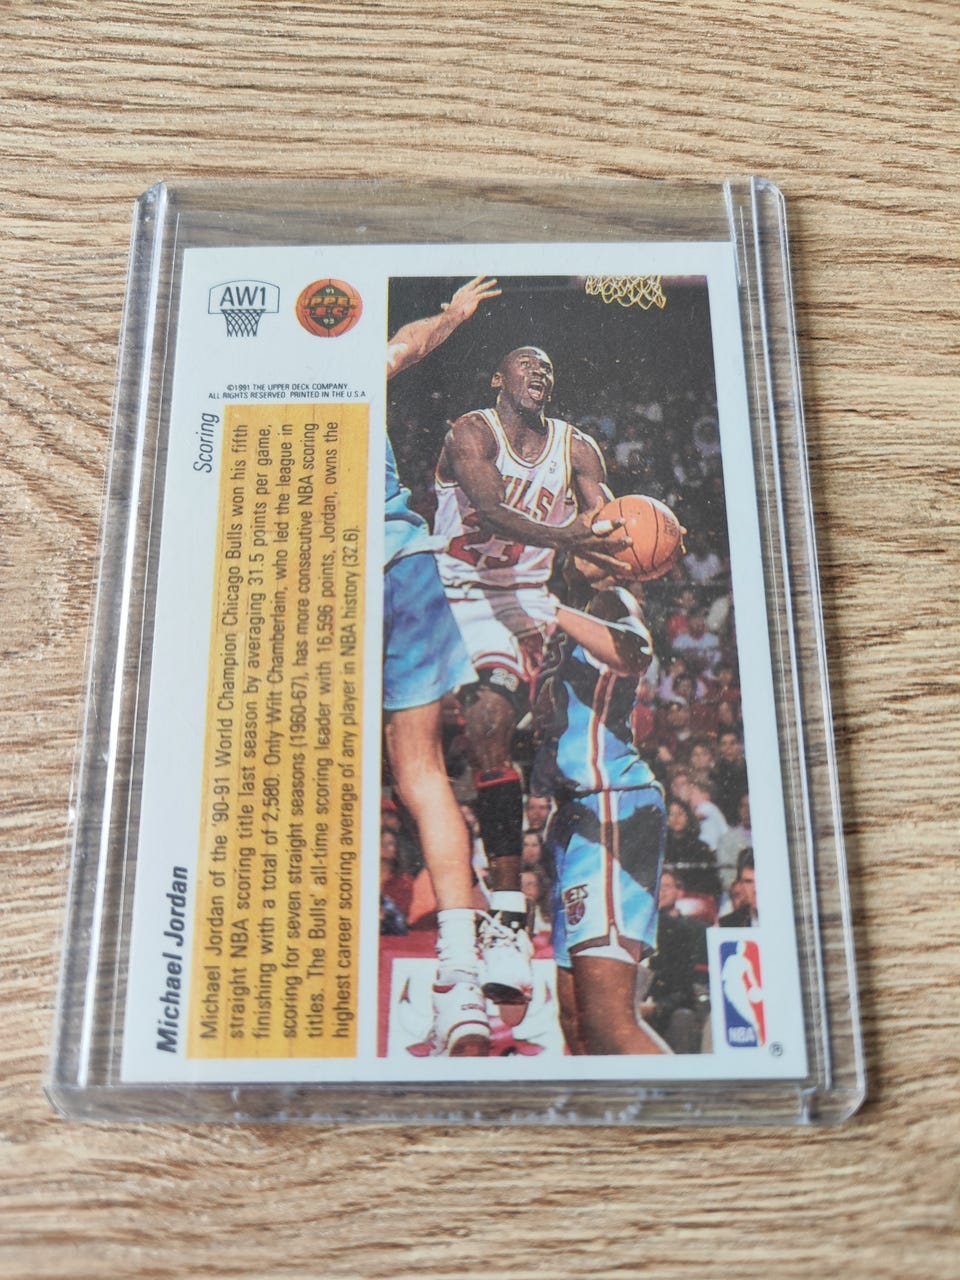 AW1
91
UPPER
DECK
92
©1991 THE UPPER DECK COMPANY
ALL RIGHTS RESERVED PRINTED IN THE U.S.A.
Michael Jordan
Scoring
Michael Jordan of the '90-91 World Champion Chicago Bulls won his fifth
straight NBA scoring title last season by averaging 31.5 points per game,
finishing with a total of 2,580. Only Wilt Chamberlain, who led the league in
scoring for seven straight seasons (1960-67), has more consecutive NBA scoring
titles. The Bulls' all-time scoring leader with 16,596 points, Jordan, owns the
highest career scoring average of any player in NBA history (32.6).
BULLS
23
23
NETS
NBA
®